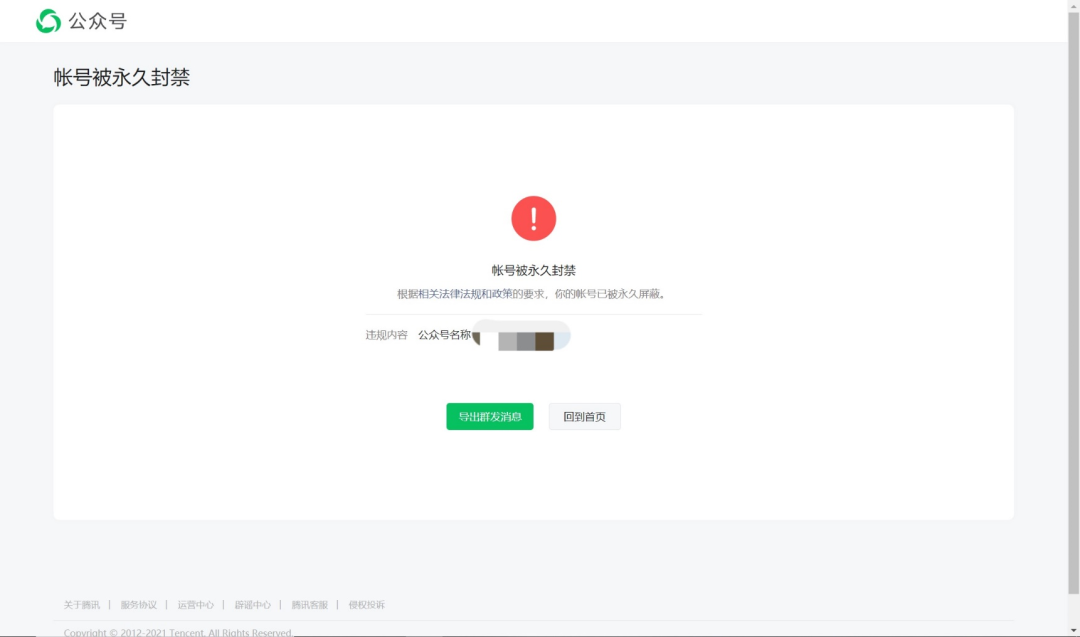 公众号
帐号被永久封禁
帐号被永久封禁
根据相关法律法规和政策的要求，你的帐号已被永久屏蔽。
违规内容 公众号名称
导出群发消息 回到首页
关于腾讯 | 服务协议 | 运营中心 | 辟谣中心 | 腾讯客服 | 侵权投诉
Copyright © 2012-2021 Tencent. All Rights Reserved.